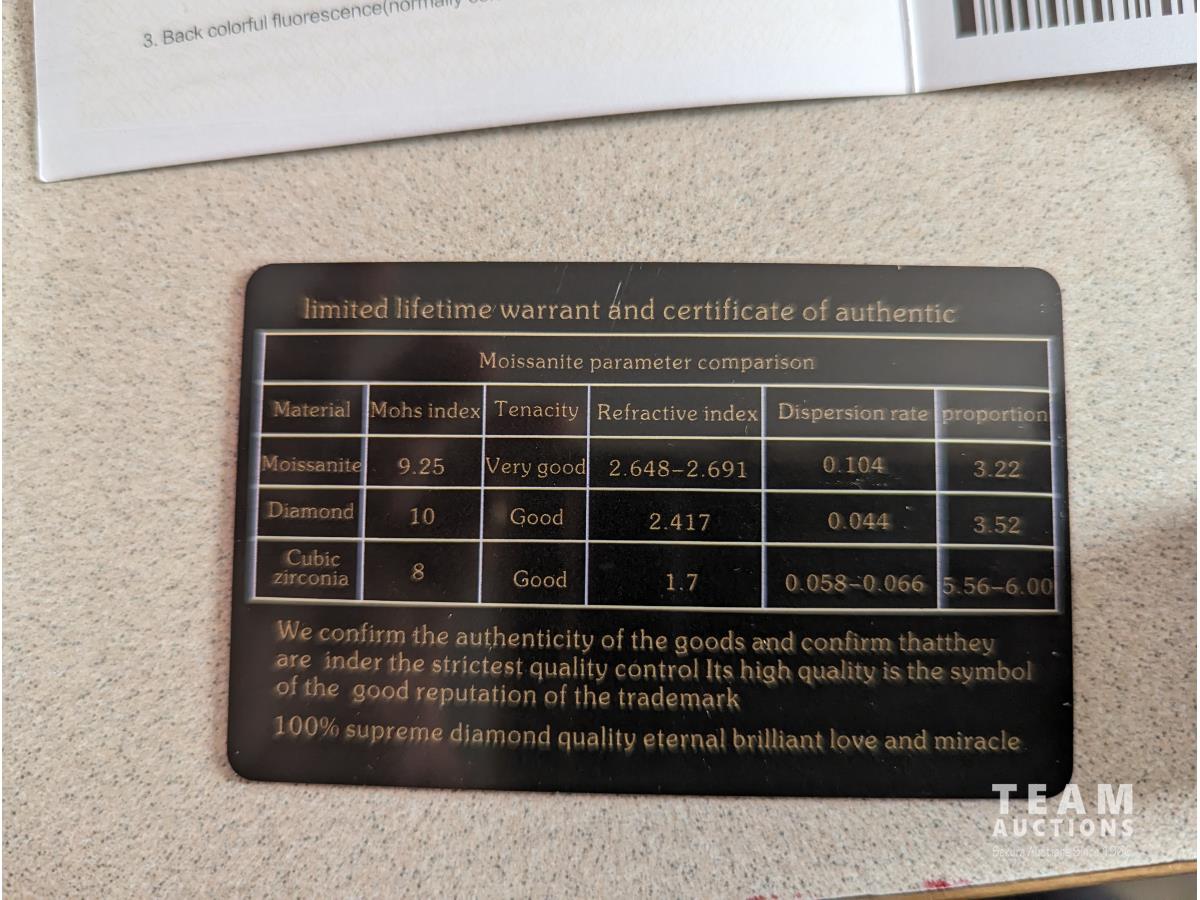 3. Back colorful fluorescence(normally
limited lifetime warrant and certificate of authentic
Moissanite parameter comparison
Material Mohs index Tenacity Refractive index Dispersion rate proportion
Moissanite 9.25 Very good 2.648-2.691 0.104 3.22
Diamond 10 Good 2.417 0.044 3.52
Cubic
zirconia 8 Good 1.7 0.058-0.066 5.56-6.00
We confirm the authenticity of the goods and confirm thatthey
are inder the strictest quality control Its high quality is the symbol
of the good reputation of the trademark
100% supreme diamond quality eternal brilliant love and miracle
TEAM
AUCTIONS